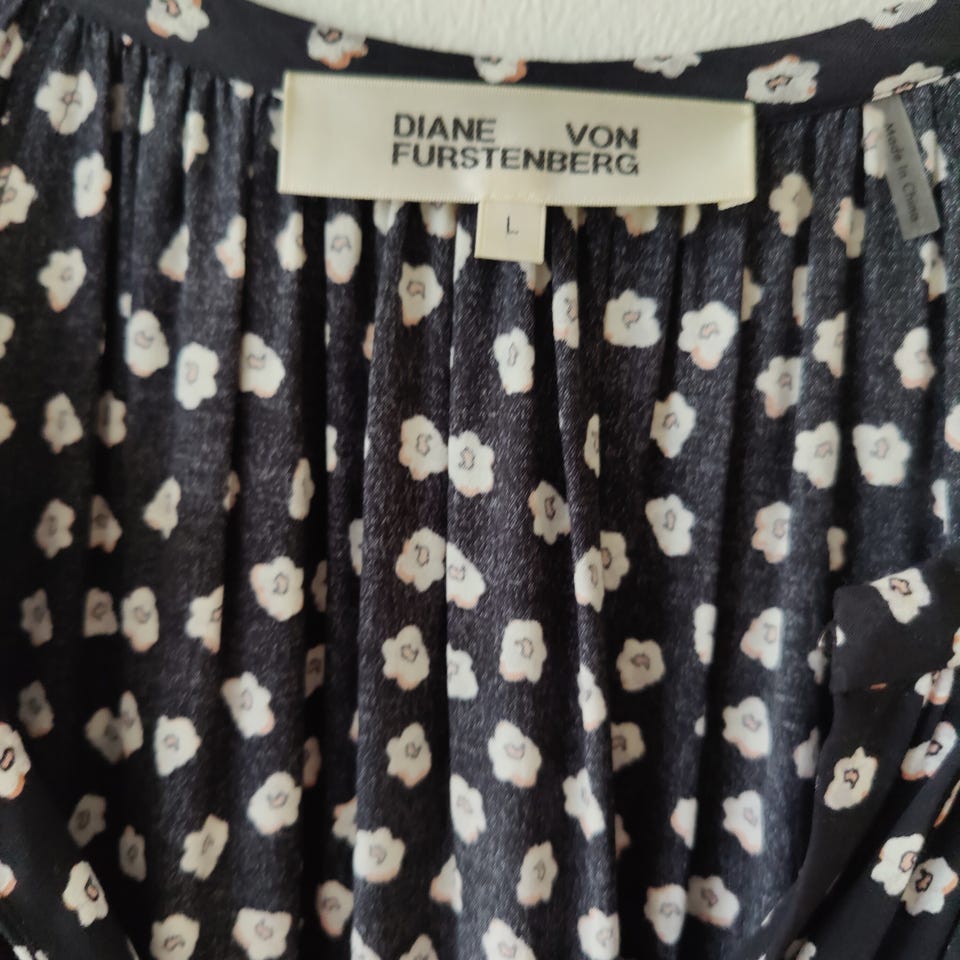 DIANE VON
FURSTENBERG
L
Made In China